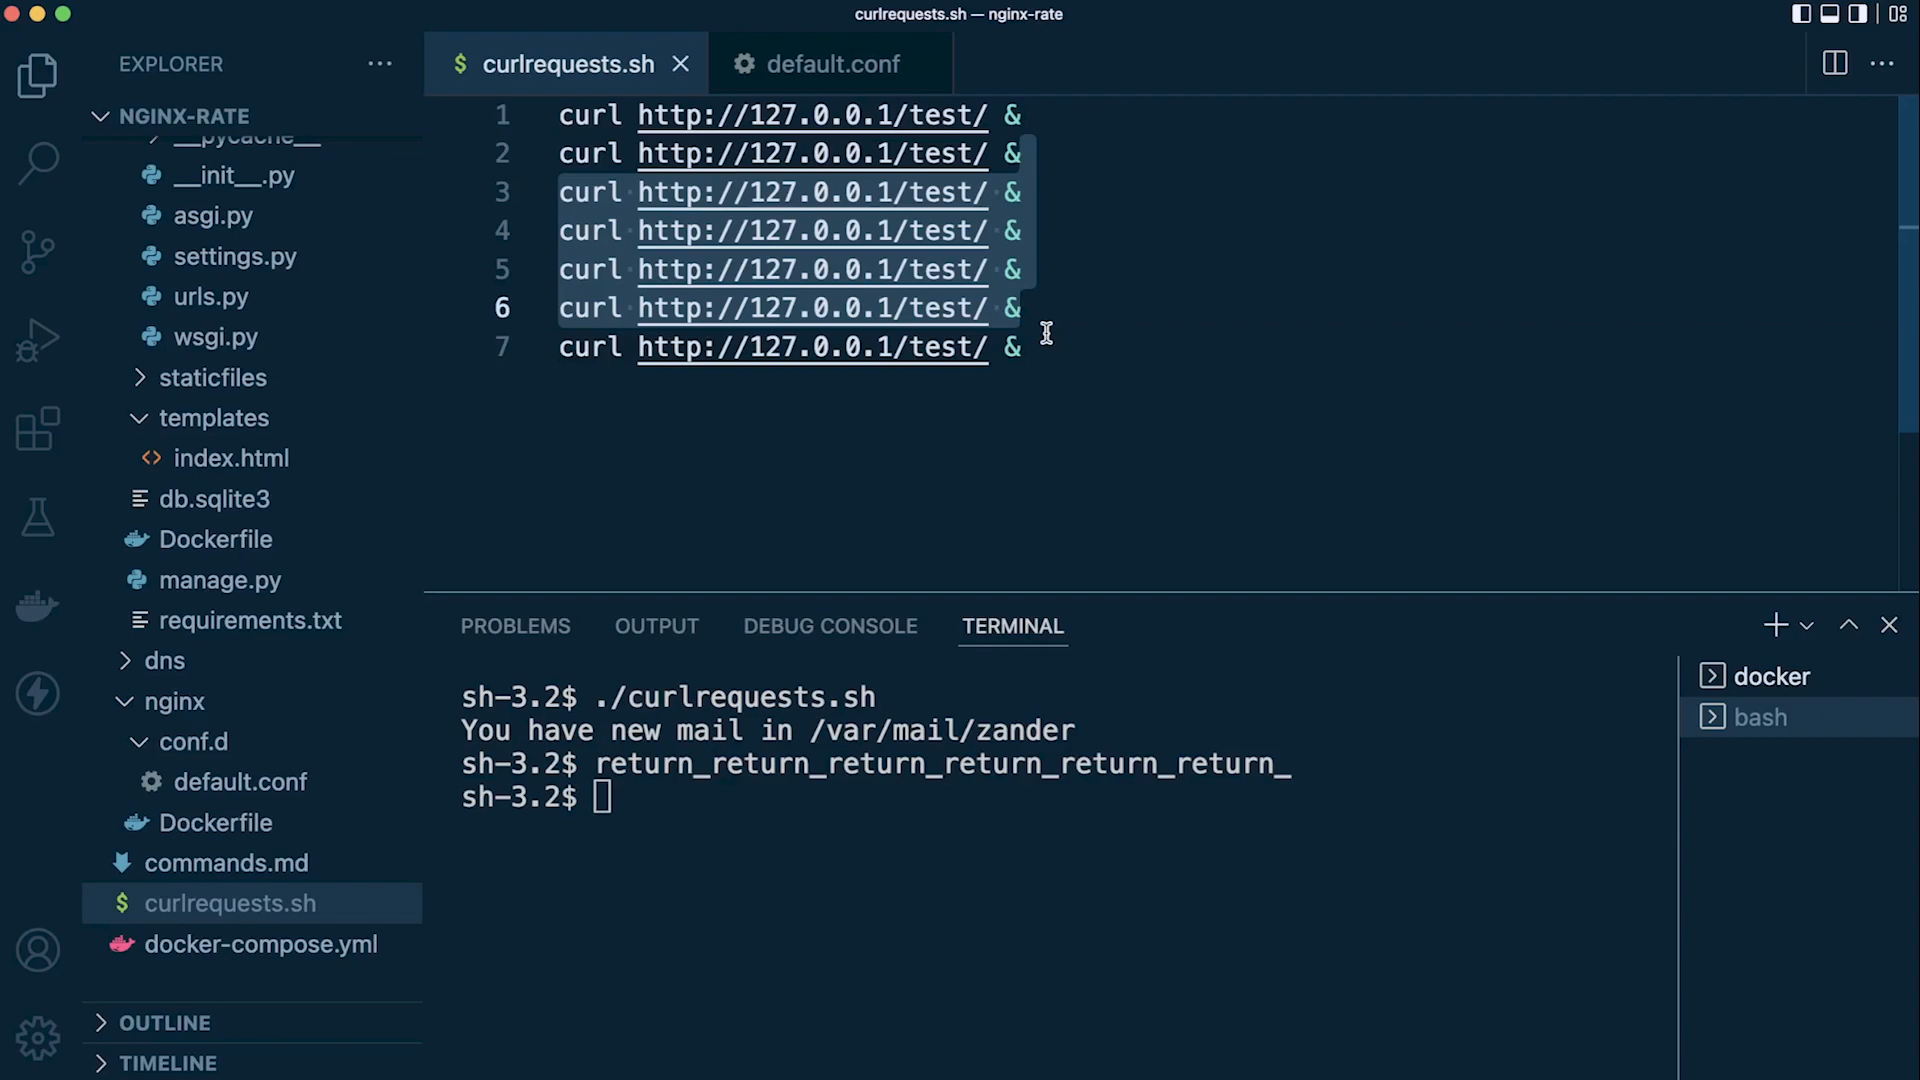 curlrequests.sh — nginx-rate
EXPLORER
NGINX-RATE
__pycache__
__init__.py
asgi.py
settings.py
urls.py
wsgi.py
staticfiles
templates
index.html
db.sqlite3
Dockerfile
manage.py
requirements.txt
dns
nginx
conf.d
default.conf
Dockerfile
commands.md
$ curlrequests.sh
docker-compose.yml
OUTLINE
TIMELINE
$ curlrequests.sh
default.conf
1 curl http://127.0.0.1/test/ &
2 curl http://127.0.0.1/test/ &
3 curl http://127.0.0.1/test/ &
4 curl http://127.0.0.1/test/ &
5 curl http://127.0.0.1/test/ &
6 curl http://127.0.0.1/test/ &
7 curl http://127.0.0.1/test/ &
PROBLEMS OUTPUT DEBUG CONSOLE TERMINAL
sh-3.2$ ./curlrequests.sh
You have new mail in /var/mail/zander
sh-3.2$ return_return_return_return_return_return_
sh-3.2$
docker
bash